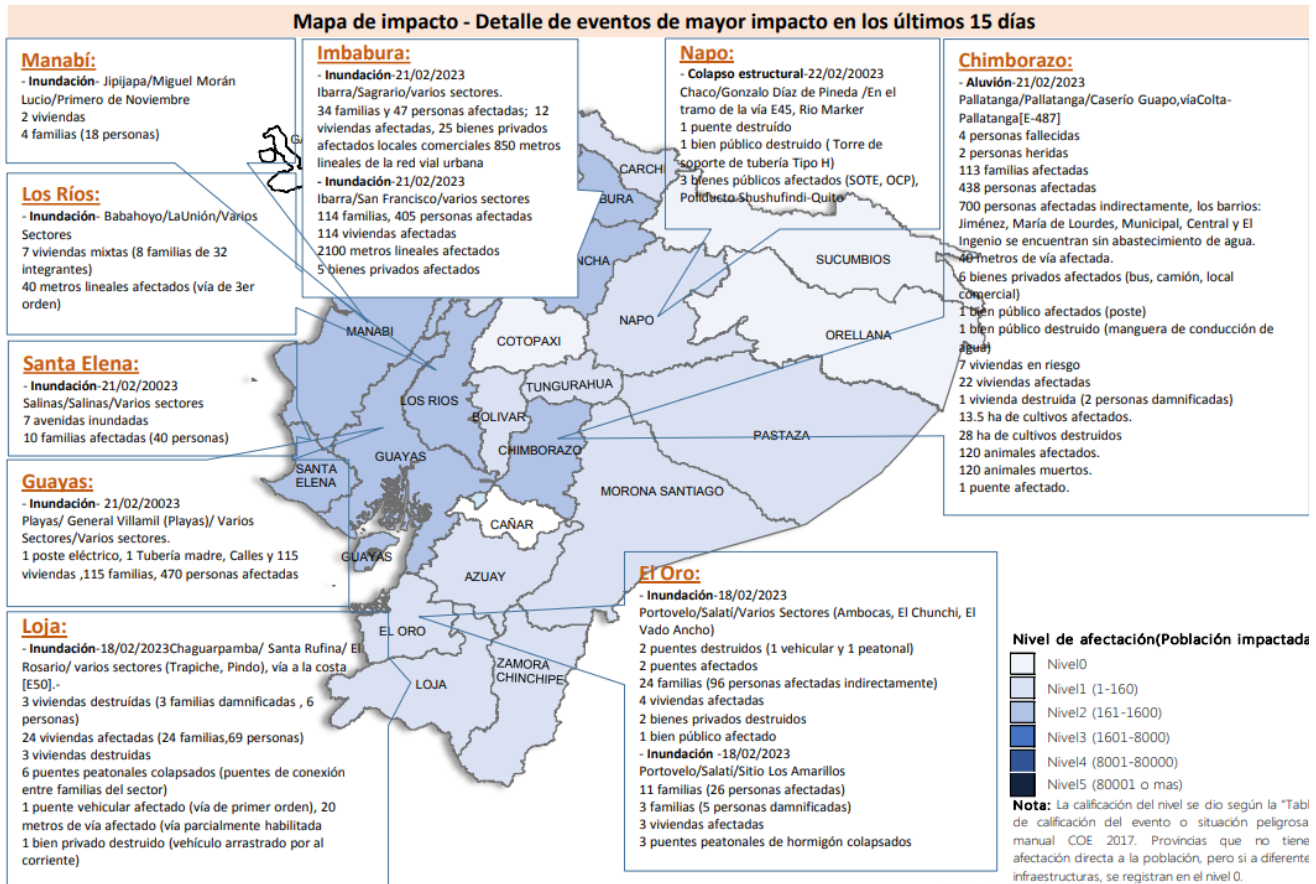 Mapa de impacto - Detalle de eventos de mayor impacto en los últimos 15 días
Manabí:
- Inundación- Jipijapa/Miguel Morán
Lucio/Primero de Noviembre
2 viviendas
4 familias (18 personas)
Los Ríos:
- Inundación- Babahoyo/LaUnión/Varios
Sectores
7 viviendas mixtas (8 familias de 32
integrantes)
40 metros lineales afectados (vía de 3er
orden)
Santa Elena:
- Inundación-21/02/20023
Salinas/Salinas/Varios sectores
7 avenidas inundadas
10 familias afectadas (40 personas)
Guayas:
- Inundación- 21/02/20023
Playas/ General Villamil (Playas)/ Varios
Sectores/Varios sectores.
1 poste eléctrico, 1 Tubería madre, Calles y 115
viviendas ,115 familias, 470 personas afectadas
Loja:
- Inundación-18/02/2023Chaguarpamba/ Santa Rufina/ El
Rosario/ varios sectores (Trapiche, Pindo), vía a la costa
[E50].-
3 viviendas destruídas (3 familias damnificadas , 6
personas)
24 viviendas afectadas (24 familias,69 personas)
3 viviendas destruidas
6 puentes peatonales colapsados (puentes de conexión
entre familias del sector)
1 puente vehicular afectado (vía de primer orden), 20
metros de vía afectado (vía parcialmente habilitada
1 bien privado destruido (vehículo arrastrado por al
corriente)
Imbabura:
- Inundación-21/02/2023
Ibarra/Sagrario/varios sectores.
34 familias y 47 personas afectadas; 12
viviendas afectadas, 25 bienes privados
afectados locales comerciales 850 metros
lineales de la red vial urbana
- Inundación-21/02/2023
Ibarra/San Francisco/varios sectores
114 familias, 405 personas afectadas
114 viviendas afectadas
2100 metros lineales afectados
5 bienes privados afectados
Napo:
- Colapso estructural-22/02/20023
Chaco/Gonzalo Díaz de Pineda /En el
tramo de la vía E45, Rio Marker
1 puente destruído
1 bien público destruido ( Torre de
soporte de tubería Tipo H)
3 bienes públicos afectados (SOTE, OCP),
Poliducto Shushufindi-Quito
Chimborazo:
- Aluvión-21/02/2023
Pallatanga/Pallatanga/Caserío Guapo,víaColta-
Pallatanga[E-487]
4 personas fallecidas
2 personas heridas
113 familias afectadas
438 personas afectadas
700 personas afectadas indirectamente, los barrios:
Jiménez, María de Lourdes, Municipal, Central y El
Ingenio se encuentran sin abastecimiento de agua.
40 metros de vía afectada.
6 bienes privados afectados (bus, camión, local
comercial)
1 bien público afectados (poste)
1 bien público destruido (manguera de conducción de
agua)
7 viviendas en riesgo
22 viviendas afectadas
1 vivienda destruida (2 personas damnificadas)
13.5 ha de cultivos afectados.
28 ha de cultivos destruidos
120 animales afectados.
120 animales muertos.
1 puente afectado.
El Oro:
- Inundación-18/02/2023
Portovelo/Salatí/Varios Sectores (Ambocas, El Chunchi, El
Vado Ancho)
2 puentes destruidos (1 vehicular y 1 peatonal)
2 puentes afectados
24 familias (96 personas afectadas indirectamente)
4 viviendas afectadas
2 bienes privados destruidos
1 bien público afectado
- Inundación -18/02/2023
Portovelo/Salatí/Sitio Los Amarillos
11 familias (26 personas afectadas)
3 familias (5 personas damnificadas)
3 viviendas afectadas
3 puentes peatonales de hormigón colapsados
GA
CARCHI
BURA
NCHA
SUCUMBIOS
NAPO
ORELLANA
MANABI
COTOPAXI
TUNGURAHUA
LOS RIOS
BOLIVAR
PASTAZA
CHIMBORAZO
GUAYAS
SANTA
ELENA
MORONA SANTIAGO
CAÑAR
GUAYAS
AZUAY
EL ORO
ZAMORA
CHINCHIPE
LOJA
Nivel de afectación(Población impactada
Nivel0
Nivel1 (1-160)
Nivel2 (161-1600)
Nivel3 (1601-8000)
Nivel4 (8001-80000)
Nivel5 (80001 o mas)
Nota: La calificación del nivel se dio según la "Tabl
de calificación del evento o situación peligrosa
manual COE 2017. Provincias que no tiene
afectación directa a la población, pero si a diferente
infraestructuras, se registran en el nivel 0.